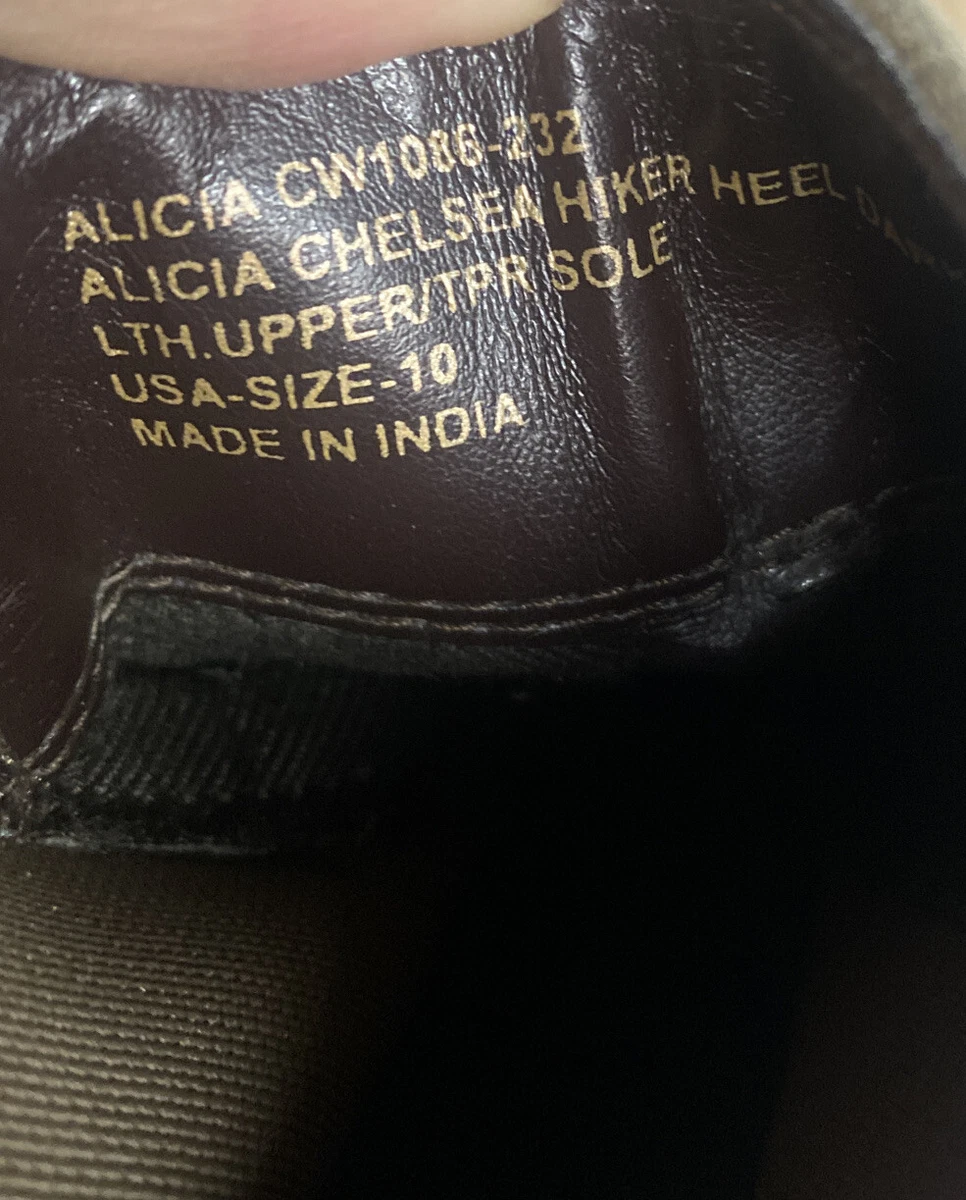 ALICIA CW1086-232
ALICIA CHELSEA HIKER HEEL
LTH.UPPER/TPR SOLE
USA-SIZE-10
MADE IN INDIA